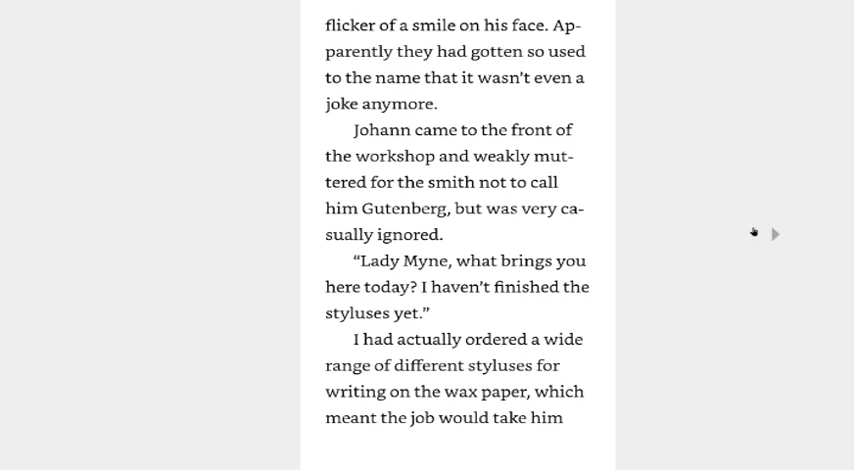 flicker of a smile on his face. Ap-
parently they had gotten so used
to the name that it wasn't even a
joke anymore.
Johann came to the front of
the workshop and weakly mut-
tered for the smith not to call
him Gutenberg, but was very ca-
sually ignored.
“Lady Myne, what brings you
here today? I haven't finished the
styluses yet.”
I had actually ordered a wide
range of different styluses for
writing on the wax paper, which
meant the job would take him